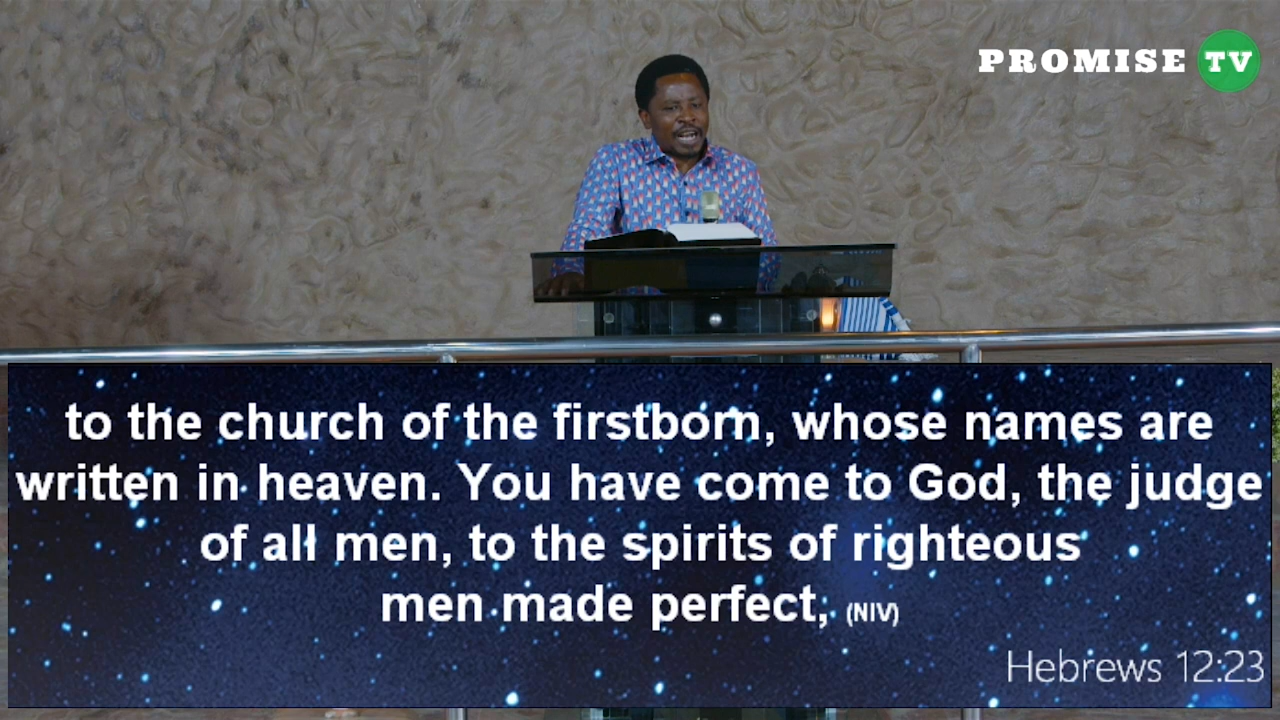 PROMISE TV
to the church of the firstborn, whose names are
written in heaven. You have come to God, the judge
of all men, to the spirits of righteous
men made perfect, (NIV)
Hebrews 12:23